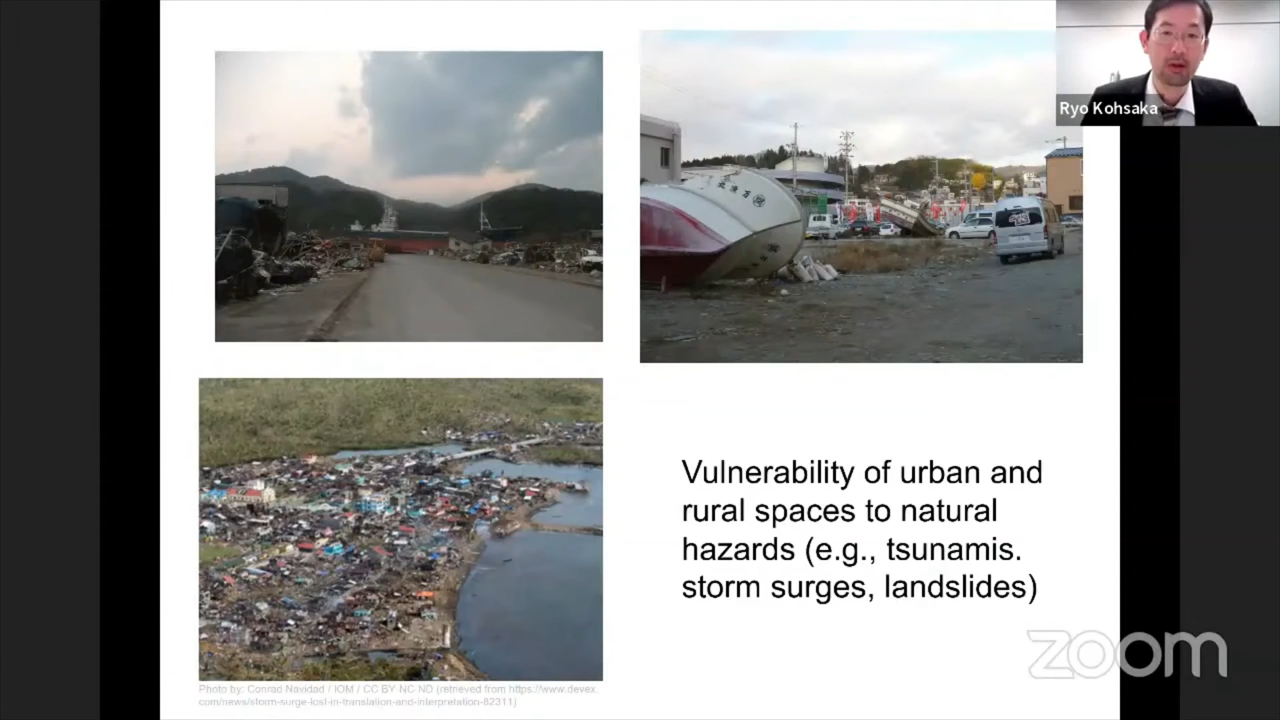 Ryo Kohsaka
Vulnerability of urban and
rural spaces to natural
hazards (e.g., tsunamis.
storm surges, landslides)
zoom
Photo by: Conrad Navidad / IOM / CC BY-NC-ND (retrieved from https://www.devex.
com/news/storm-surge-lost-in-translation-and-interpretation-82311)